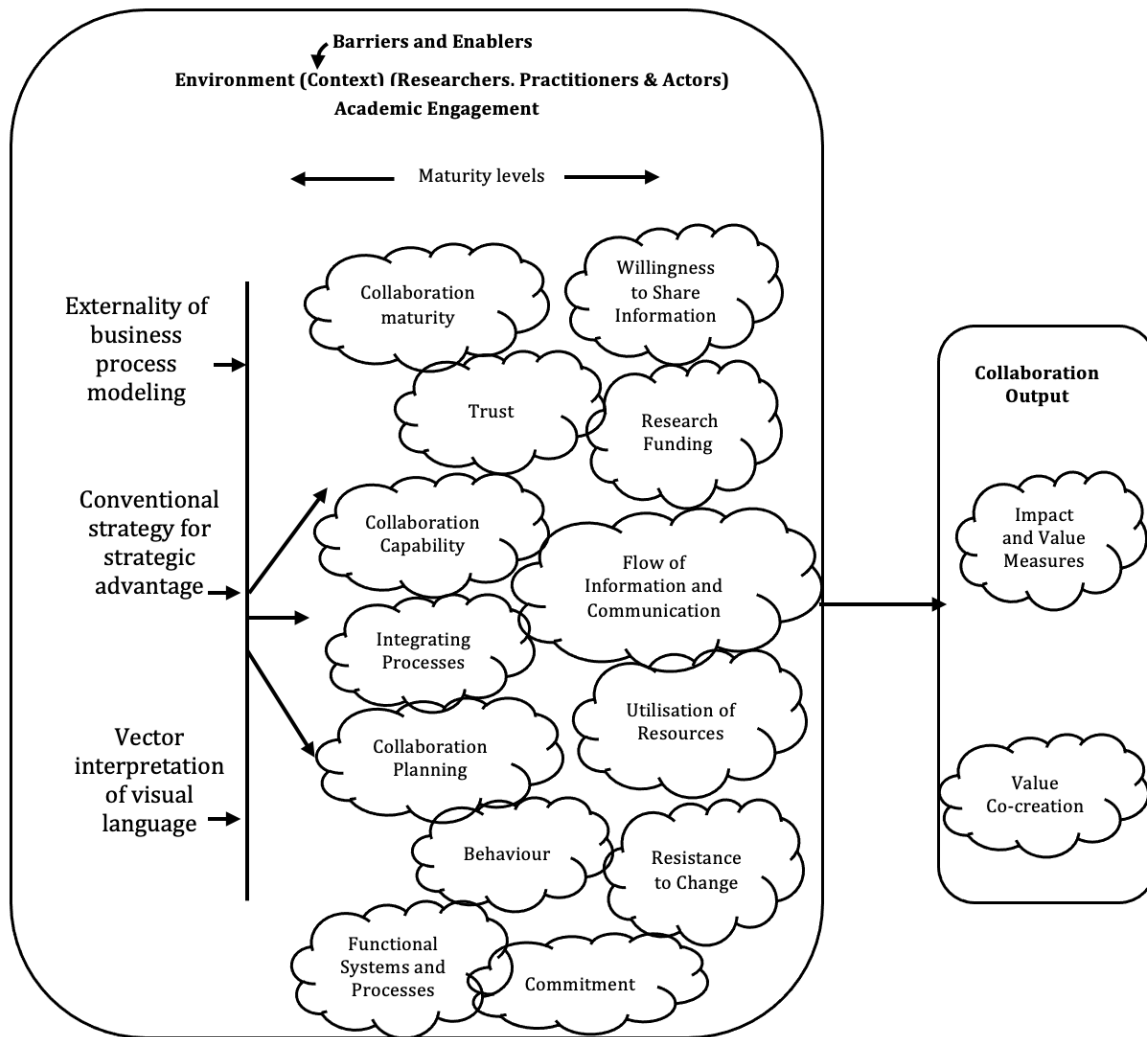 Barriers and Enablers
Environment (Context) (Researchers, Practitioners & Actors)
Academic Engagement
Maturity levels
Externality of
business
process
modeling
Conventional
strategy for
strategic
advantage
Vector
interpretation
of visual
language
Collaboration
maturity
Willingness
to Share
Information
Trust
Research
Funding
Collaboration
Capability
Flow of
Information and
Communication
Integrating
Processes
Utilisation of
Resources
Collaboration
Planning
Behaviour
Resistance
to Change
Functional
Systems and
Processes
Commitment
Collaboration
Output
Impact
and Value
Measures
Value
Co-creation